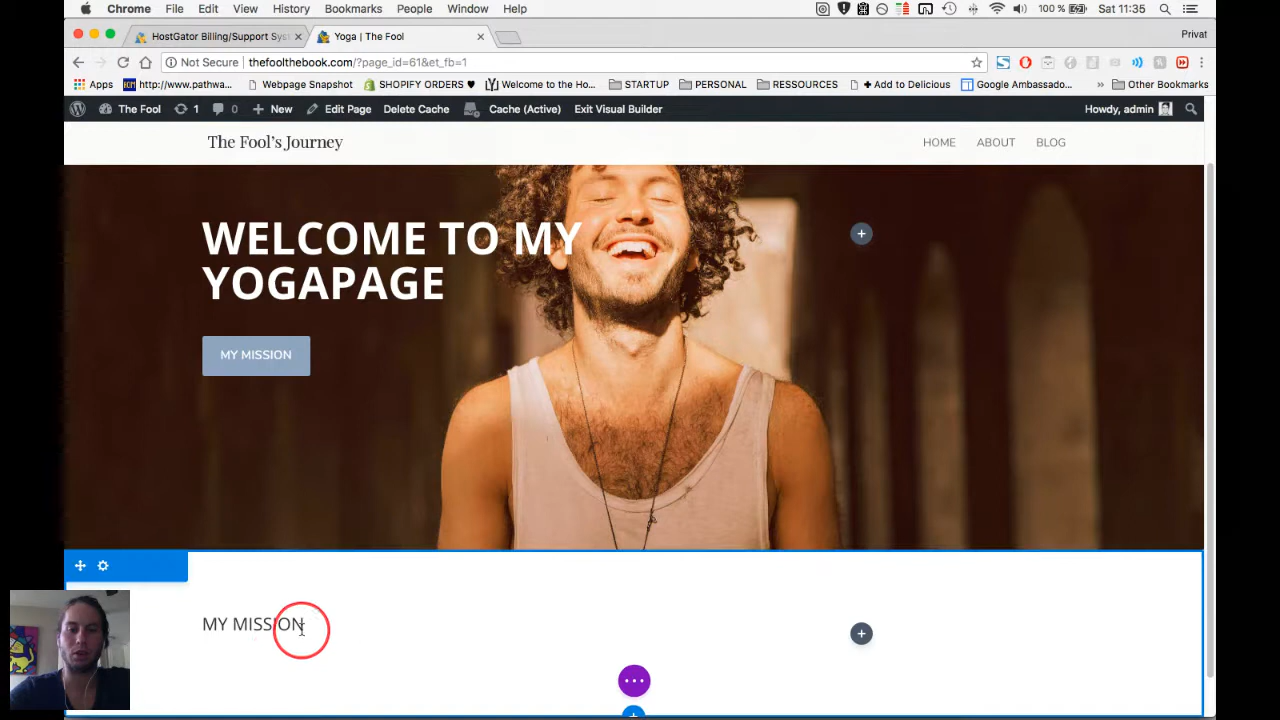 Chrome File Edit View History Bookmarks People Window Help 100 % Sat 11:35
HostGator Billing/Support Sys Yoga | The Fool Privat
Not Secure thefoolthebook.com/?page_id=61&et_fb=1
Apps http://www.pathwa... Webpage Snapshot SHOPIFY ORDERS ♥ Welcome to the Ho... STARTUP PERSONAL RESSOURCES + Add to Delicious Google Ambassado... » Other Bookmarks
The Fool 1 0 + New Edit Page Delete Cache Cache (Active) Exit Visual Builder Howdy, admin
The Fool's Journey HOME ABOUT BLOG
WELCOME TO MY
YOGAPAGE
MY MISSION
MY MISSION